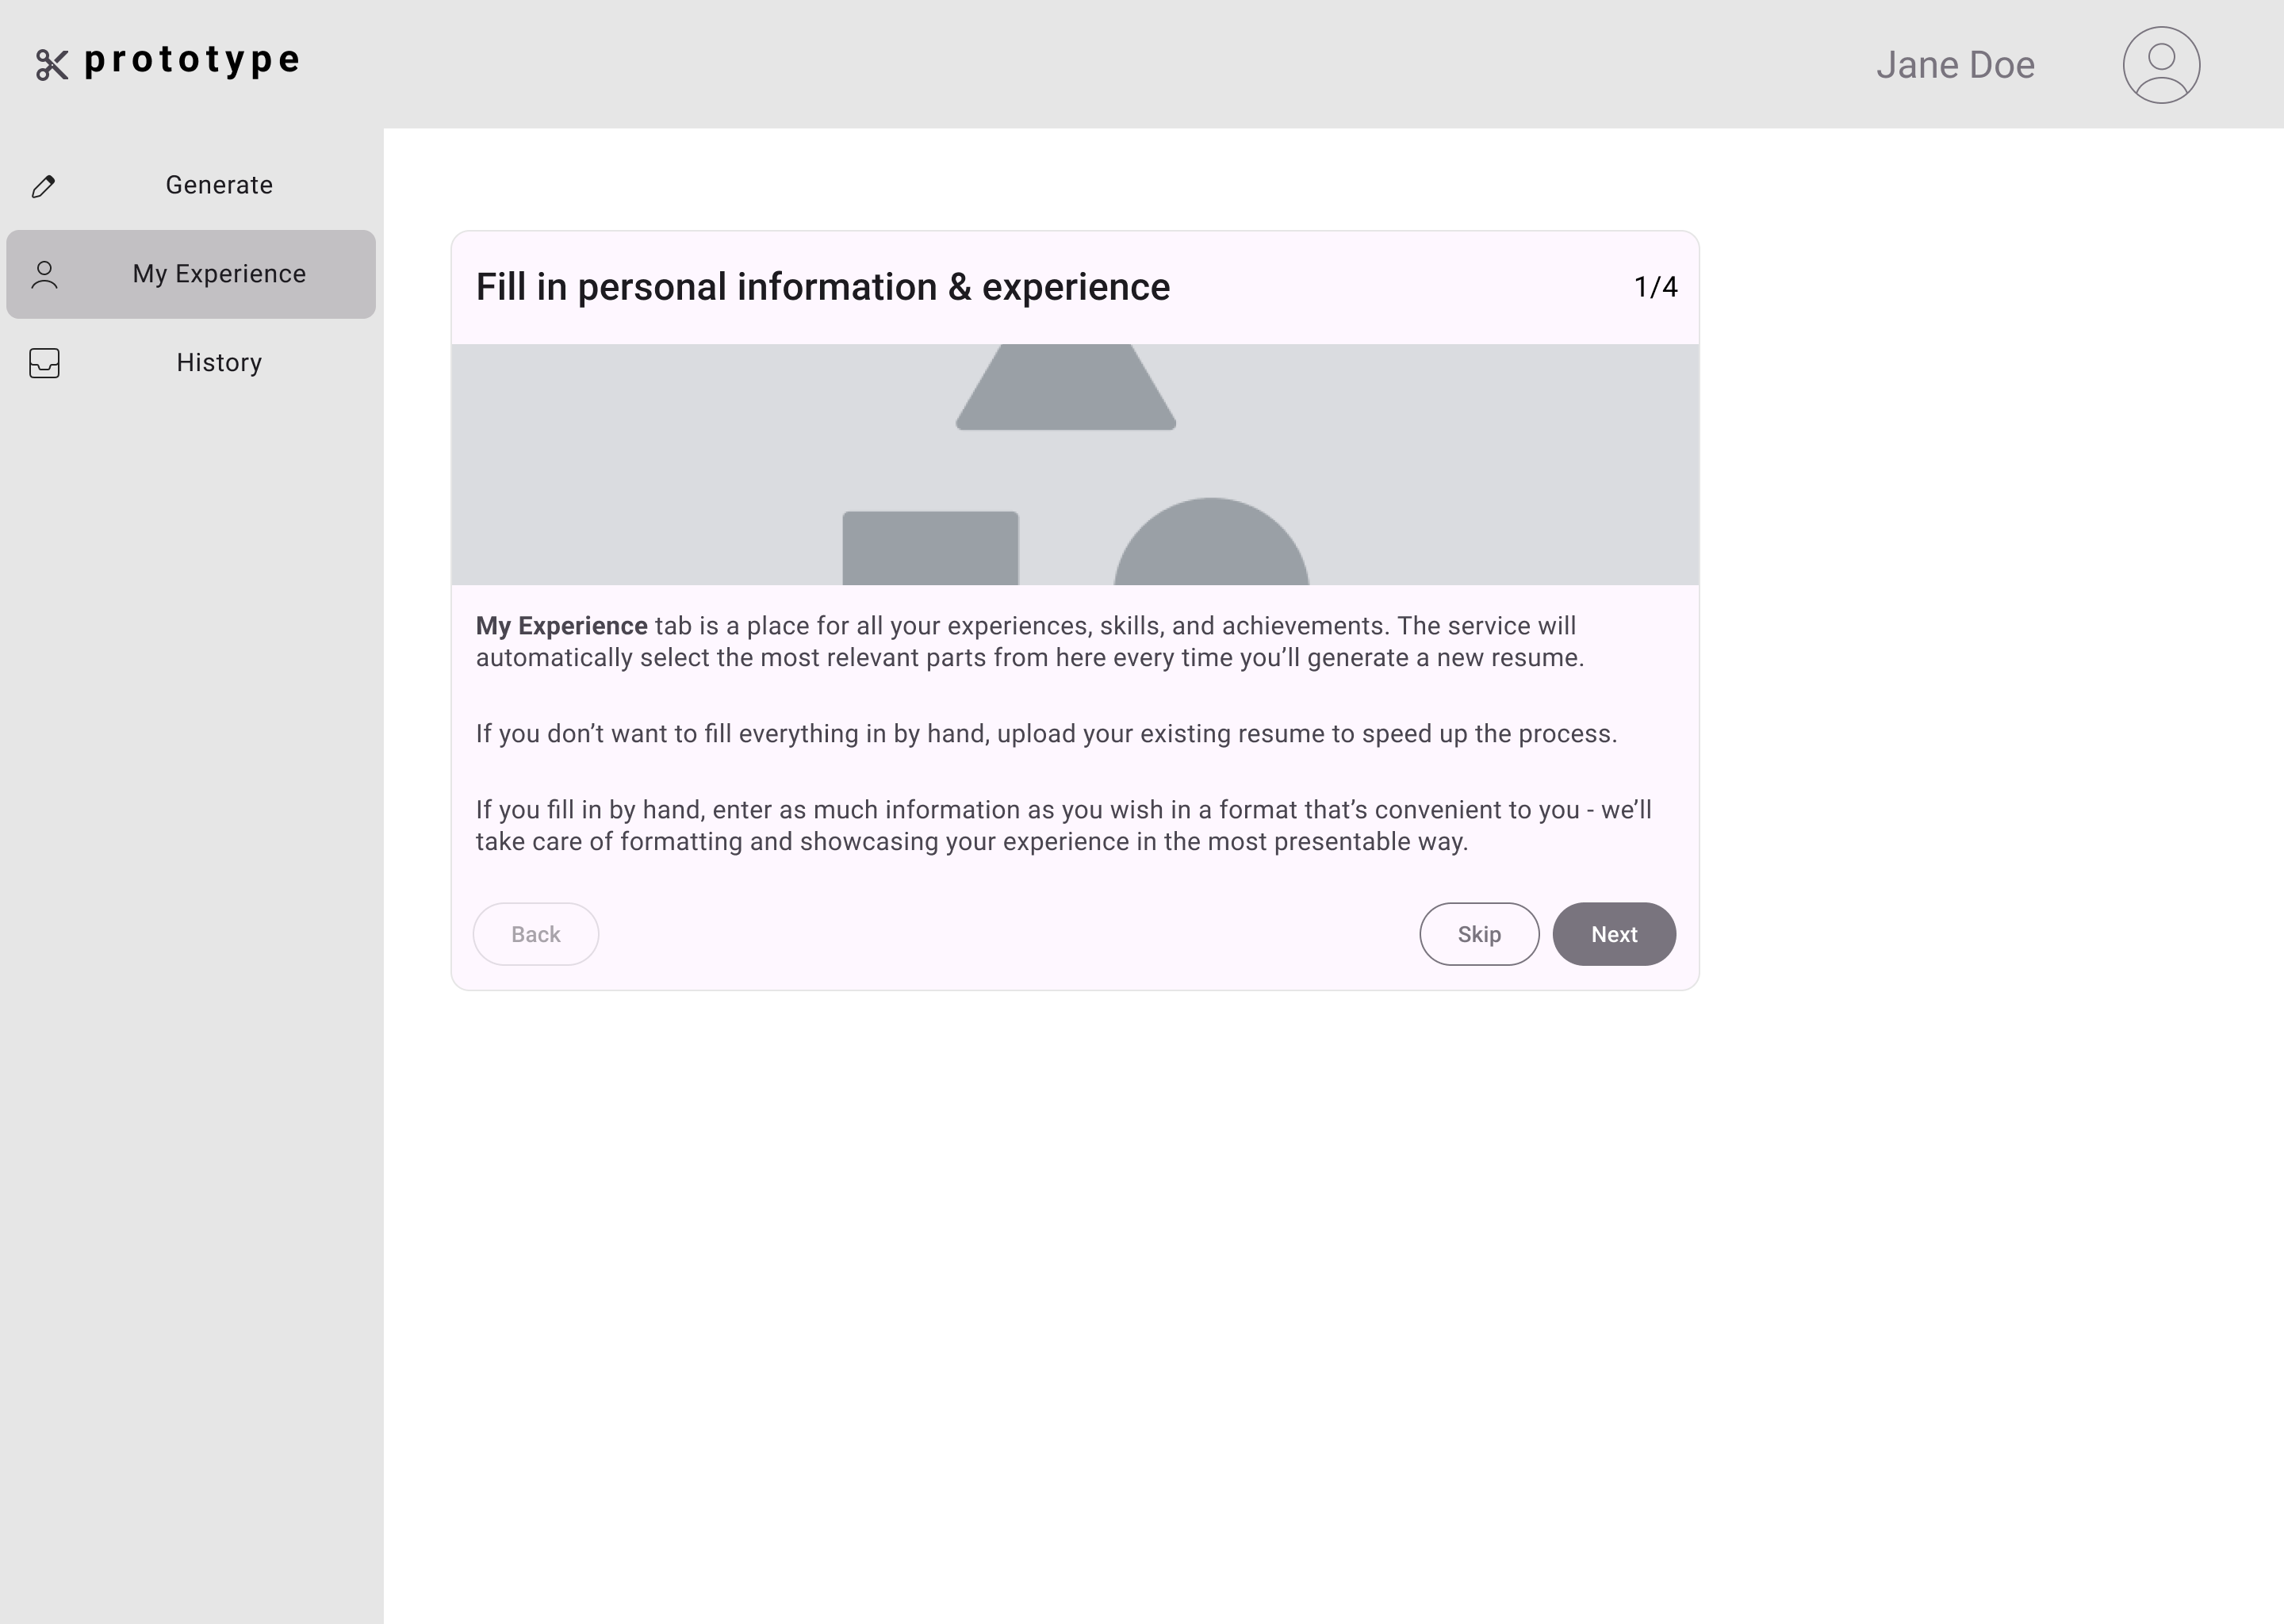 prototype
Jane Doe
Generate
My Experience
History
Fill in personal information & experience
1/4
My Experience tab is a place for all your experiences, skills, and achievements. The service will
automatically select the most relevant parts from here every time you’ll generate a new resume.
If you don’t want to fill everything in by hand, upload your existing resume to speed up the process.
If you fill in by hand, enter as much information as you wish in a format that’s convenient to you - we’ll
take care of formatting and showcasing your experience in the most presentable way.
Back
Skip
Next